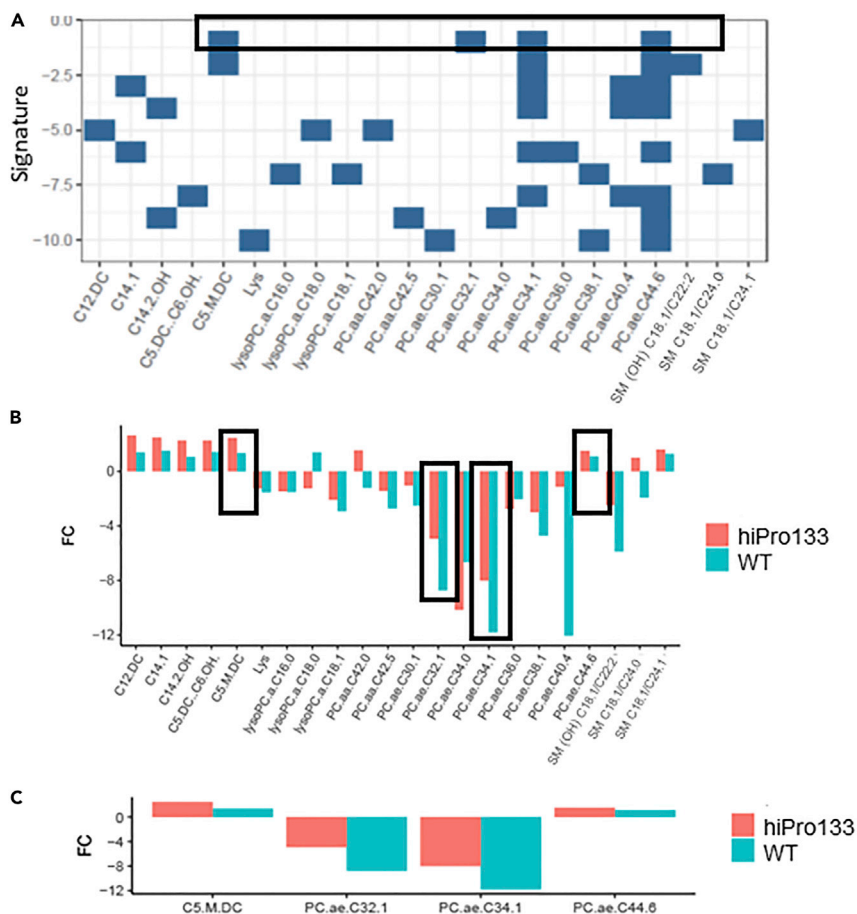 A
Signature
0.0
-2.5
-5.0
-7.5
-10.0
C12.DC
C14.1
C14.2.OH
C5.DC..C6.OH.
C5.M.DC
Lys
lysoPC.a.C16.0
lysoPC.a.C18.0
lysoPC.a.C18.1
PC.aa.C42.0
PC.aa.C42.5
PC.ae.C30.1
PC.ae.C32.1
PC.ae.C34.0
PC.ae.C34.1
PC.ae.C36.0
PC.ae.C38.1
PC.ae.C40.4
PC.ae.C44.6
SM (OH) C18.1/C22:2
SM C18.1/C24.0
SM C18.1/C24.1
B
FC
0
-4
-8
-12
C12.DC
C14.1
C14.2.OH
C5.DC..C6.OH.
C5.M.DC
Lys
lysoPC.a.C16.0
lysoPC.a.C18.0
lysoPC.a.C18.1
PC.aa.C42.0
PC.aa.C42.5
PC.ae.C30.1
PC.ae.C32.1
PC.ae.C34.0
PC.ae.C34.1
PC.ae.C36.0
PC.ae.C38.1
PC.ae.C40.4
PC.ae.C44.6
SM (OH) C18.1/C22:2
SM C18.1/C24.0
SM C18.1/C24.1
hiPro133
WT
C
FC
0
-4
-8
-12
C5.M.DC
PC.ae.C32.1
PC.ae.C34.1
PC.ae.C44.6
hiPro133
WT